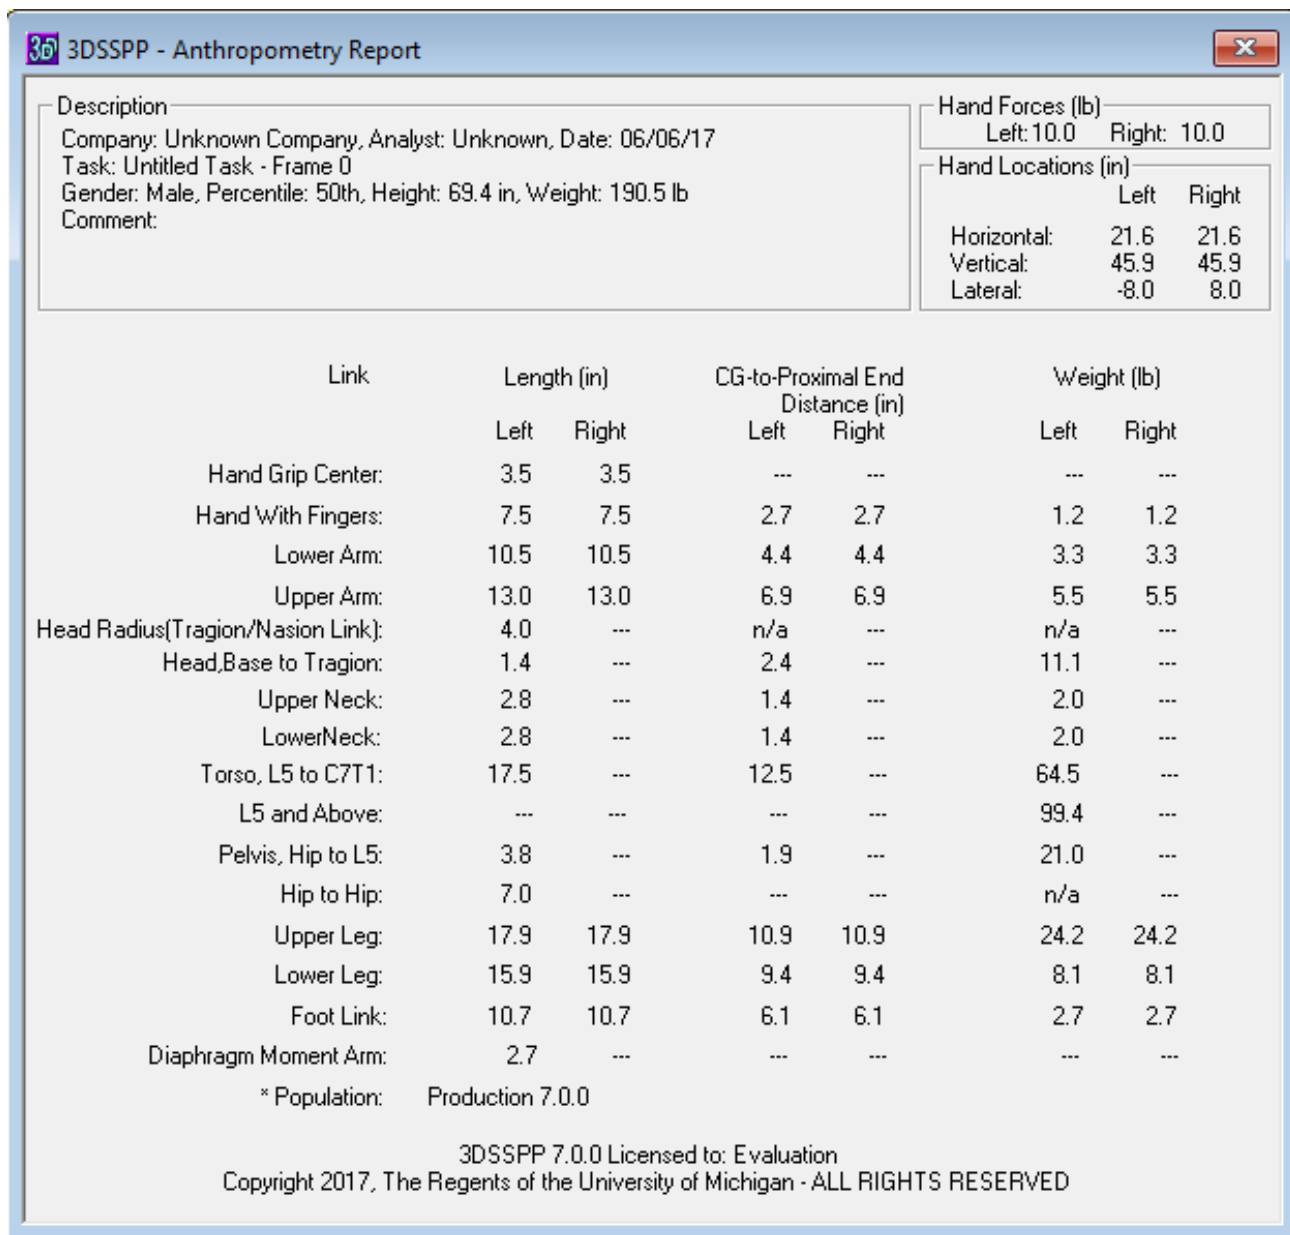 3DSSPP - Anthropometry Report
Description
Company: Unknown Company, Analyst: Unknown, Date: 06/06/17
Task: Untitled Task - Frame 0
Gender: Male, Percentile: 50th, Height: 69.4 in, Weight: 190.5 lb
Comment:
Hand Forces (lb)
Left: 10.0 Right: 10.0
Hand Locations (in)
Left Right
Horizontal: 21.6 21.6
Vertical: 45.9 45.9
Lateral: -8.0 8.0
Link Length (in) CG-to-Proximal End Weight (lb)
Distance (in)
Left Right Left Right Left Right
Hand Grip Center: 3.5 3.5 --- --- --- ---
Hand With Fingers: 7.5 7.5 2.7 2.7 1.2 1.2
Lower Arm: 10.5 10.5 4.4 4.4 3.3 3.3
Upper Arm: 13.0 13.0 6.9 6.9 5.5 5.5
Head Radius(Tragion/Nasion Link): 4.0 --- n/a --- n/a ---
Head,Base to Tragion: 1.4 --- 2.4 --- 11.1 ---
Upper Neck: 2.8 --- 1.4 --- 2.0 ---
LowerNeck: 2.8 --- 1.4 --- 2.0 ---
Torso, L5 to C7T1: 17.5 --- 12.5 --- 64.5 ---
L5 and Above: --- --- --- --- 99.4 ---
Pelvis, Hip to L5: 3.8 --- 1.9 --- 21.0 ---
Hip to Hip: 7.0 --- --- --- n/a ---
Upper Leg: 17.9 17.9 10.9 10.9 24.2 24.2
Lower Leg: 15.9 15.9 9.4 9.4 8.1 8.1
Foot Link: 10.7 10.7 6.1 6.1 2.7 2.7
Diaphragm Moment Arm: 2.7 --- --- --- --- ---
* Population: Production 7.0.0
3DSSPP 7.0.0 Licensed to: Evaluation
Copyright 2017, The Regents of the University of Michigan - ALL RIGHTS RESERVED